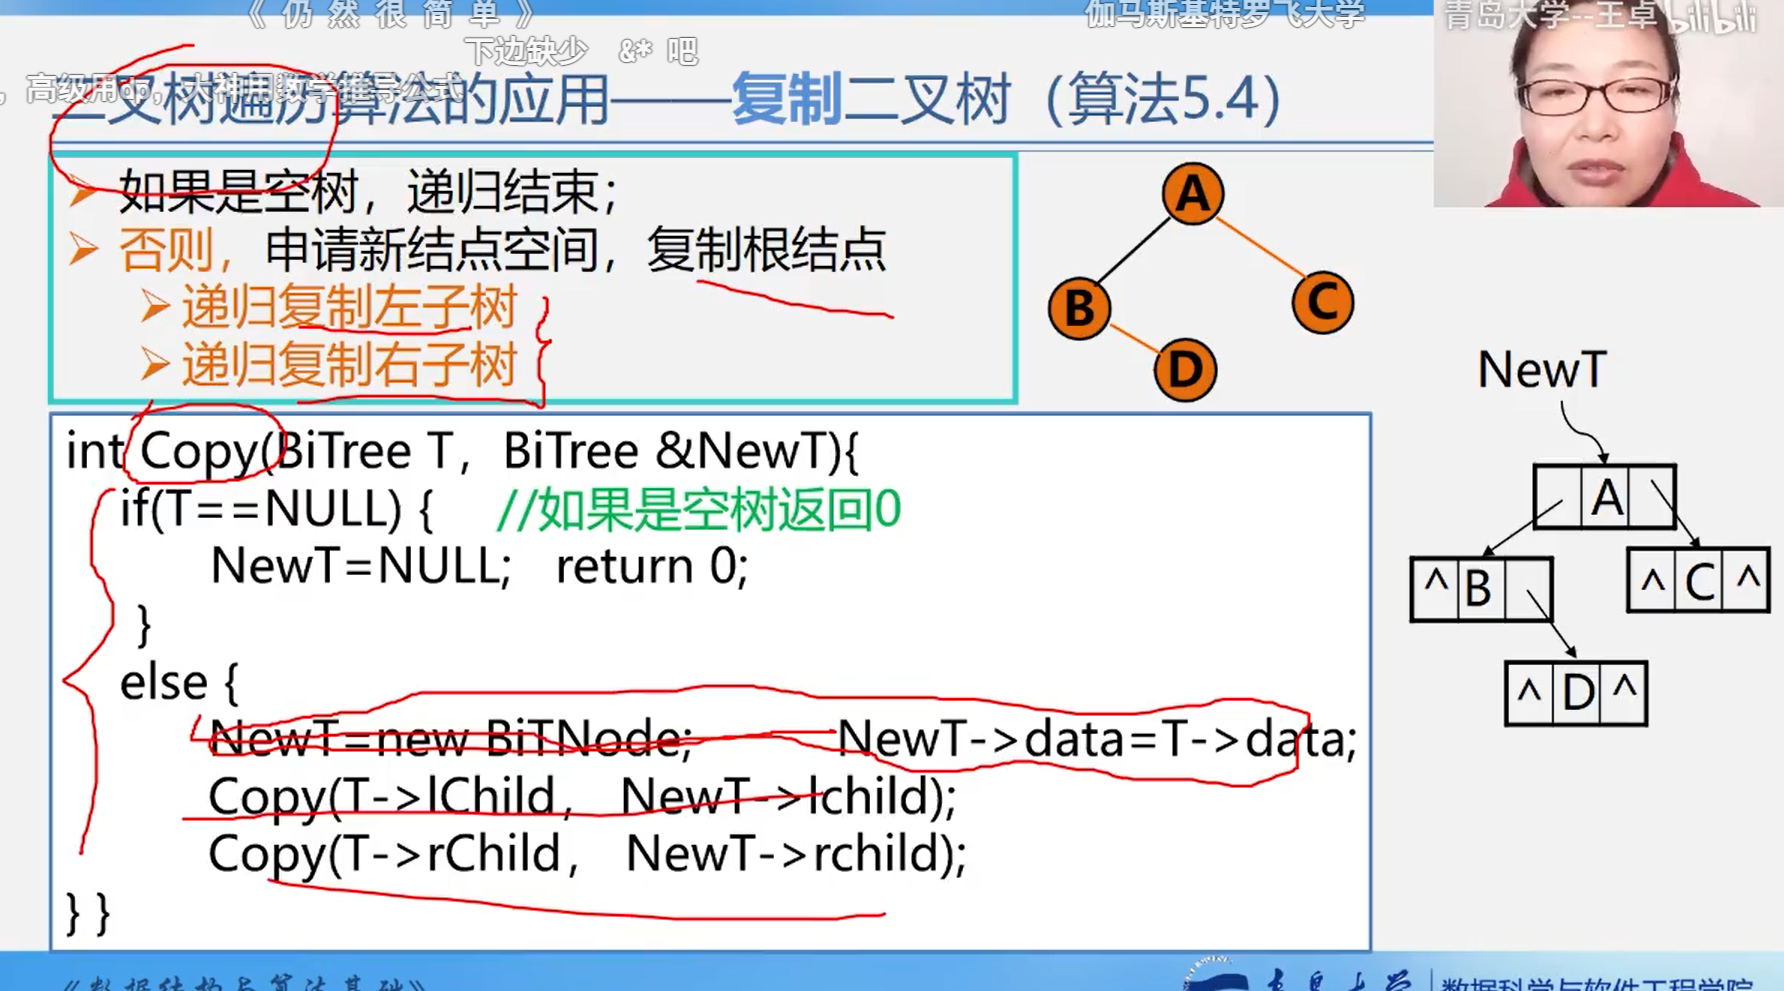 《 仍 然 很 简 单 》
伽马斯基特罗飞大学
青岛大学--王卓
bilibili
下边缺少 &* 吧
，高级用dp，大神用数学推导公式
二叉树遍历算法的应用——复制二叉树（算法5.4）
如果是空树，递归结束；
否则，申请新结点空间，复制根结点
递归复制左子树
递归复制右子树
A
B
C
D
NewT
A
^ B
^ C ^
^ D ^
int Copy(BiTree T，BiTree &NewT){
if(T==NULL) { //如果是空树返回0
NewT=NULL; return 0;
}
else {
NewT=new BiTNode; NewT->data=T->data;
Copy(T->lChild， NewT->lchild);
Copy(T->rChild， NewT->rchild);
} }
《数据结构与算法基础》
青岛大学
数据科学与软件工程学院